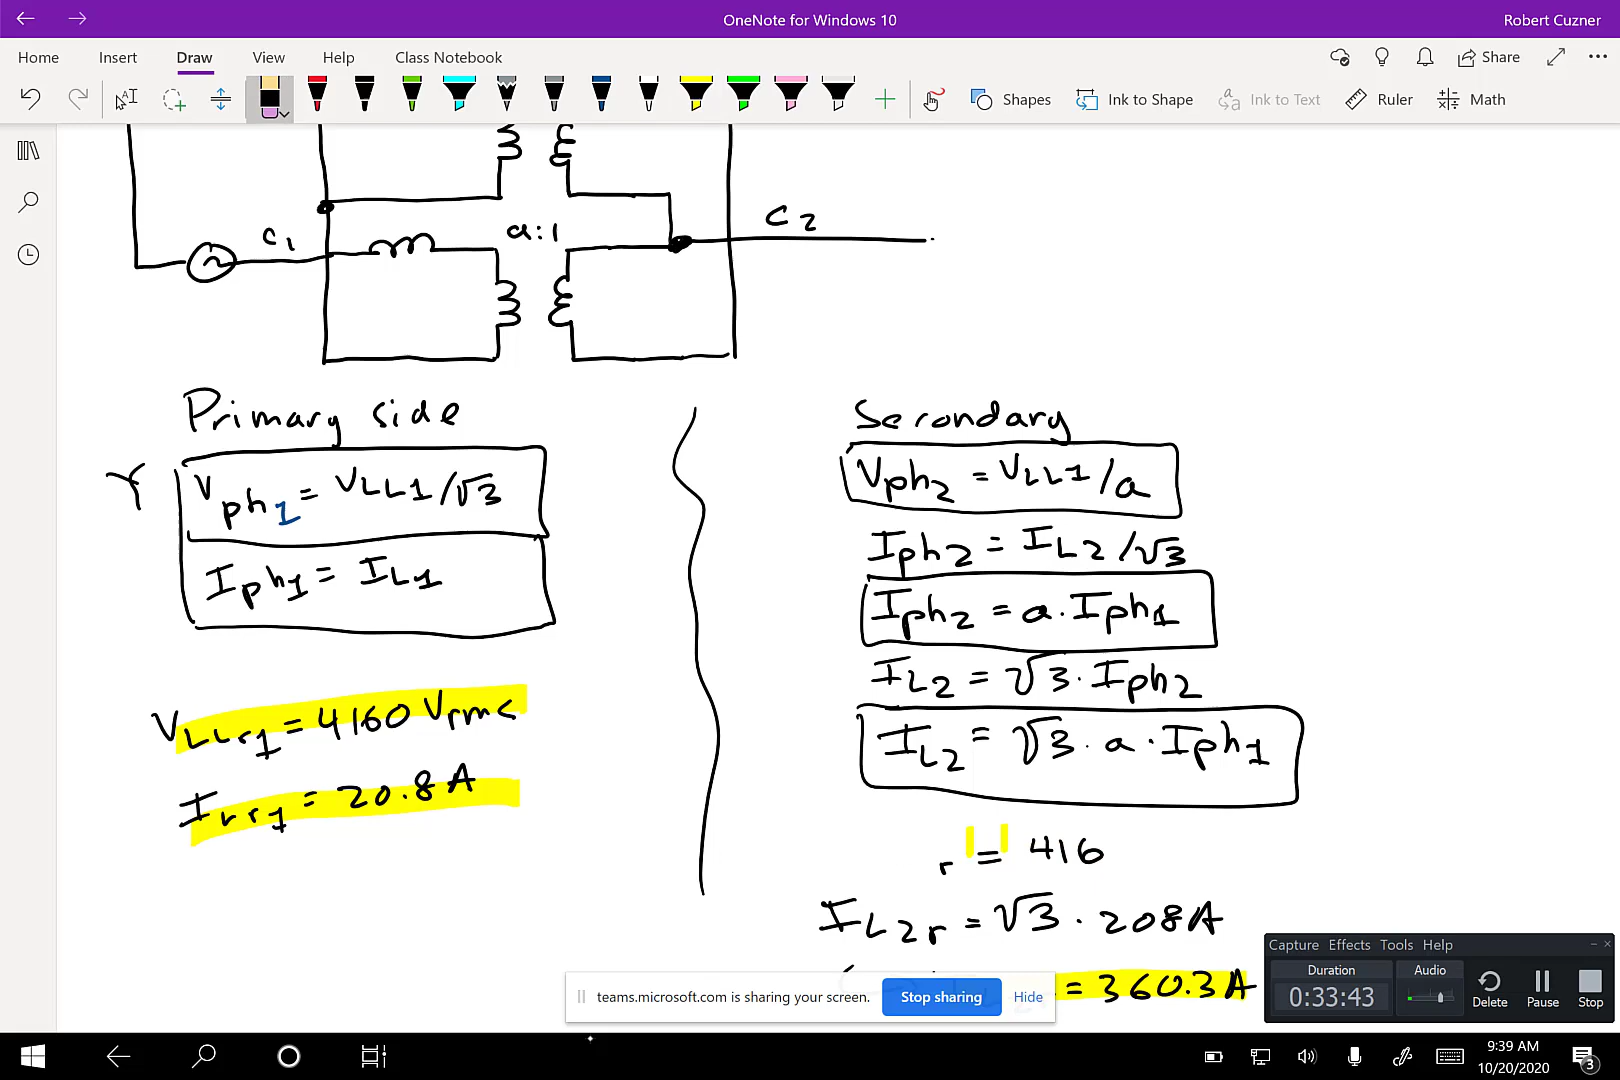 OneNote for Windows 10
Robert Cuzner
Home Insert Draw View Help Class Notebook
Share
Shapes Ink to Shape Ink to Text Ruler Math
C1
a:1
C2
Primary side
Secondary
Y
Vph1 = VLL1/√3
Iph1 = IL1
VLLr1 = 4160 Vrms
ILr1 = 20.8 A
Vph2 = VLL1/a
Iph2 = IL2/√3
Iph2 = a·Iph1
IL2 = √3·Iph2
IL2 = √3·a·Iph1
r = 416
IL2r = √3 · 208A
= 360.3A
teams.microsoft.com is sharing your screen. Stop sharing Hide
Capture Effects Tools Help
Duration Audio
0:33:43
Delete Pause Stop
9:39 AM
10/20/2020
3